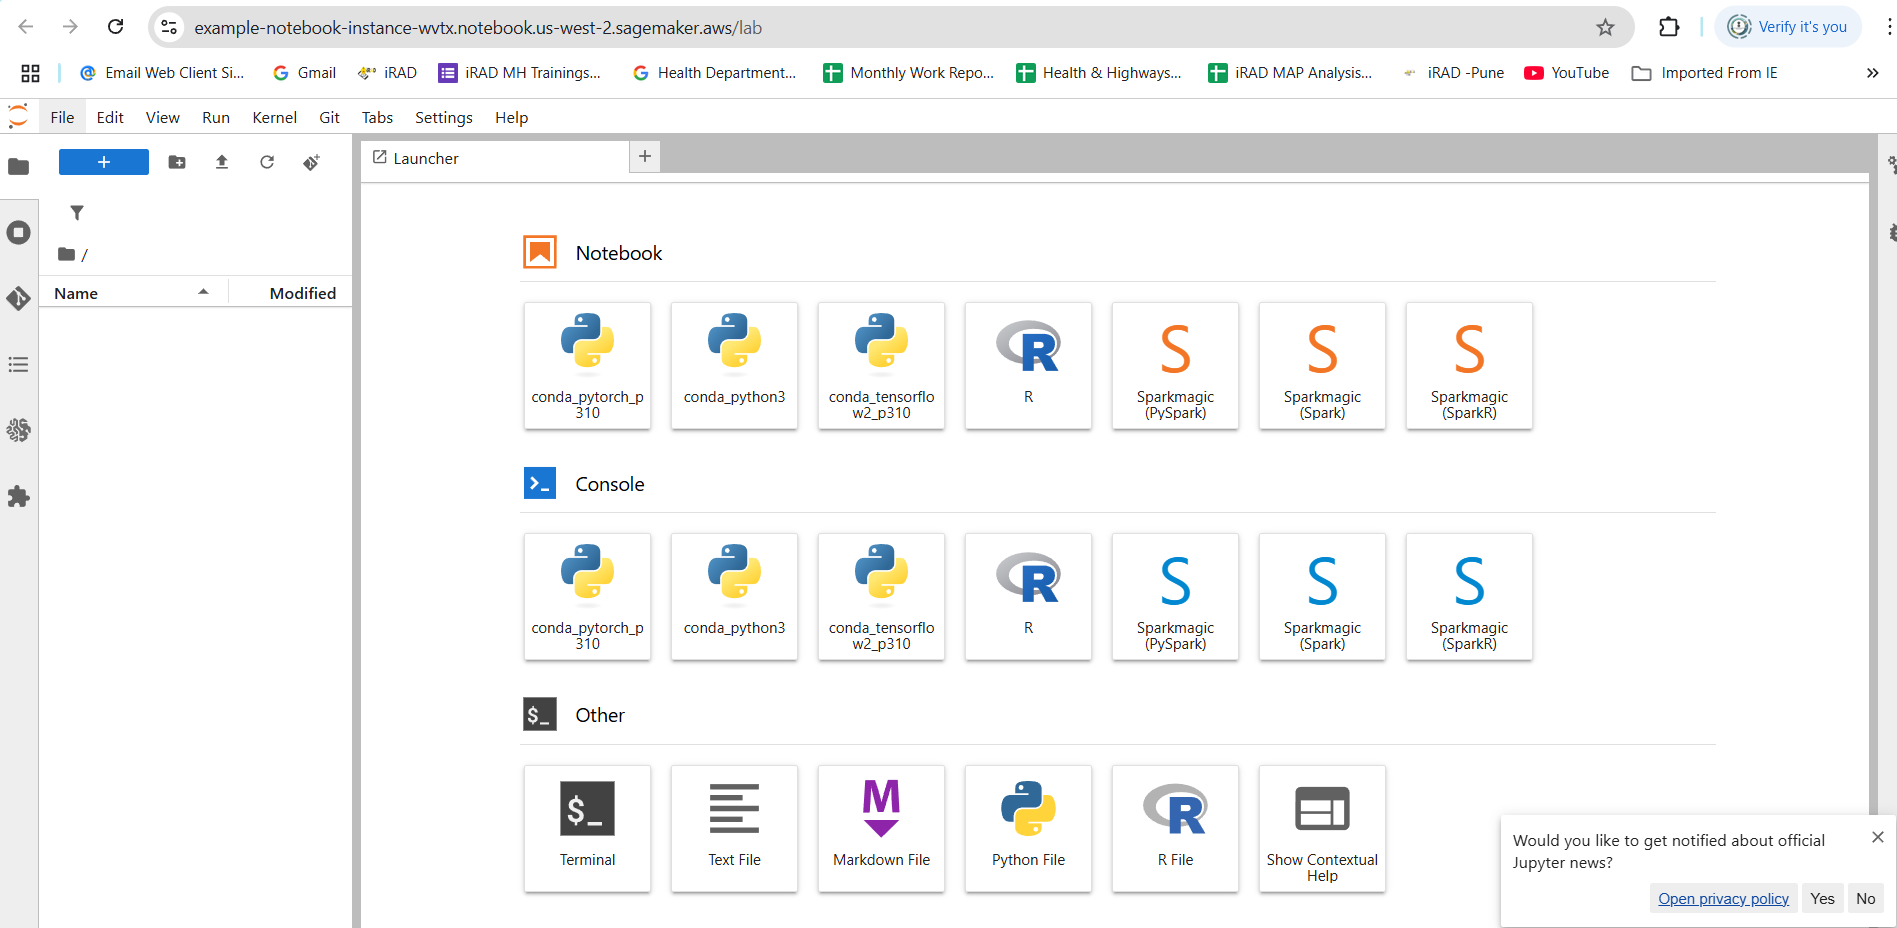 example-notebook-instance-wvtx.notebook.us-west-2.sagemaker.aws/lab
Verify it's you
Email Web Client Si...
Gmail
iRAD
iRAD MH Trainings...
Health Department...
Monthly Work Repo...
Health & Highways...
iRAD MAP Analysis...
iRAD -Pune
YouTube
Imported From IE
File Edit View Run Kernel Git Tabs Settings Help
Launcher
/
Name Modified
Notebook
conda_pytorch_p
310
conda_python3
conda_tensorflo
w2_p310
R
Sparkmagic
(PySpark)
Sparkmagic
(Spark)
Sparkmagic
(SparkR)
Console
conda_pytorch_p
310
conda_python3
conda_tensorflo
w2_p310
R
Sparkmagic
(PySpark)
Sparkmagic
(Spark)
Sparkmagic
(SparkR)
$_ Other
$_
Terminal
Text File
M
Markdown File
Python File
R File
Show Contextual
Help
Would you like to get notified about official
Jupyter news?
Open privacy policy Yes No